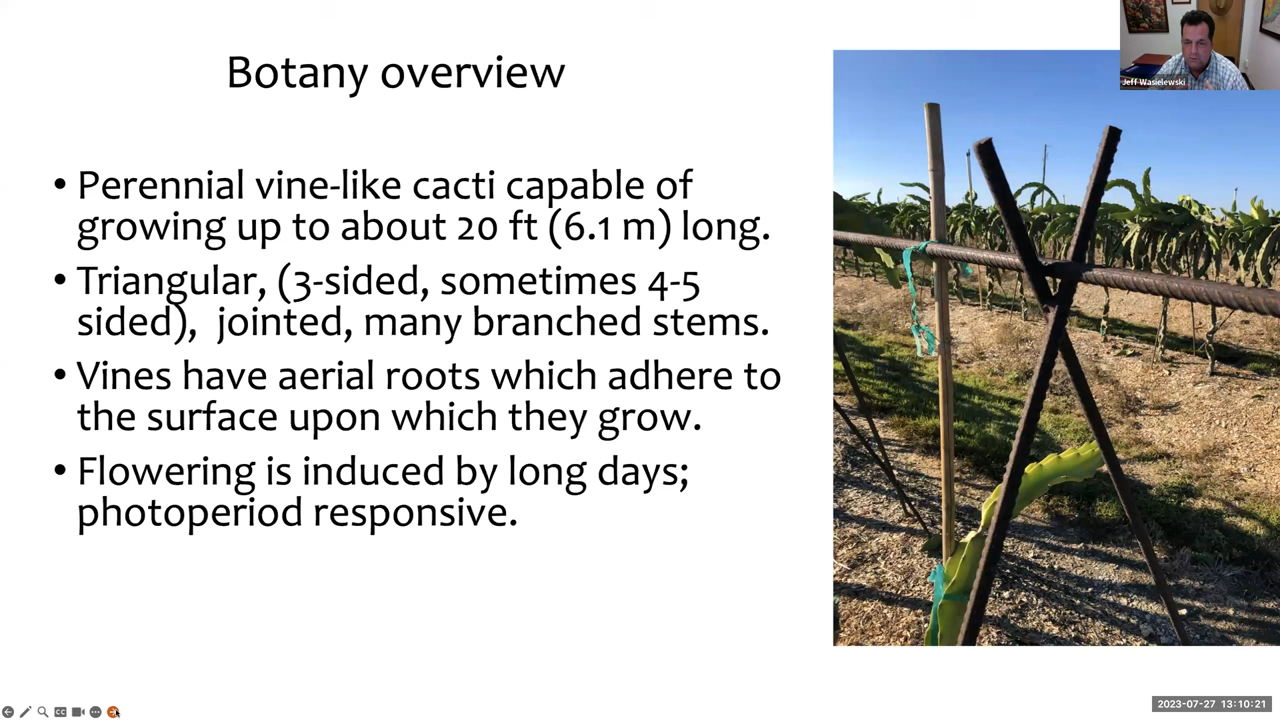 Botany overview
• Perennial vine-like cacti capable of
growing up to about 20 ft (6.1 m) long.
• Triangular, (3-sided, sometimes 4-5
sided),  jointed, many branched stems.
• Vines have aerial roots which adhere to
the surface upon which they grow.
• Flowering is induced by long days;
photoperiod responsive.
Jeff Wasielewski
CC
2023-07-27 13:10:21